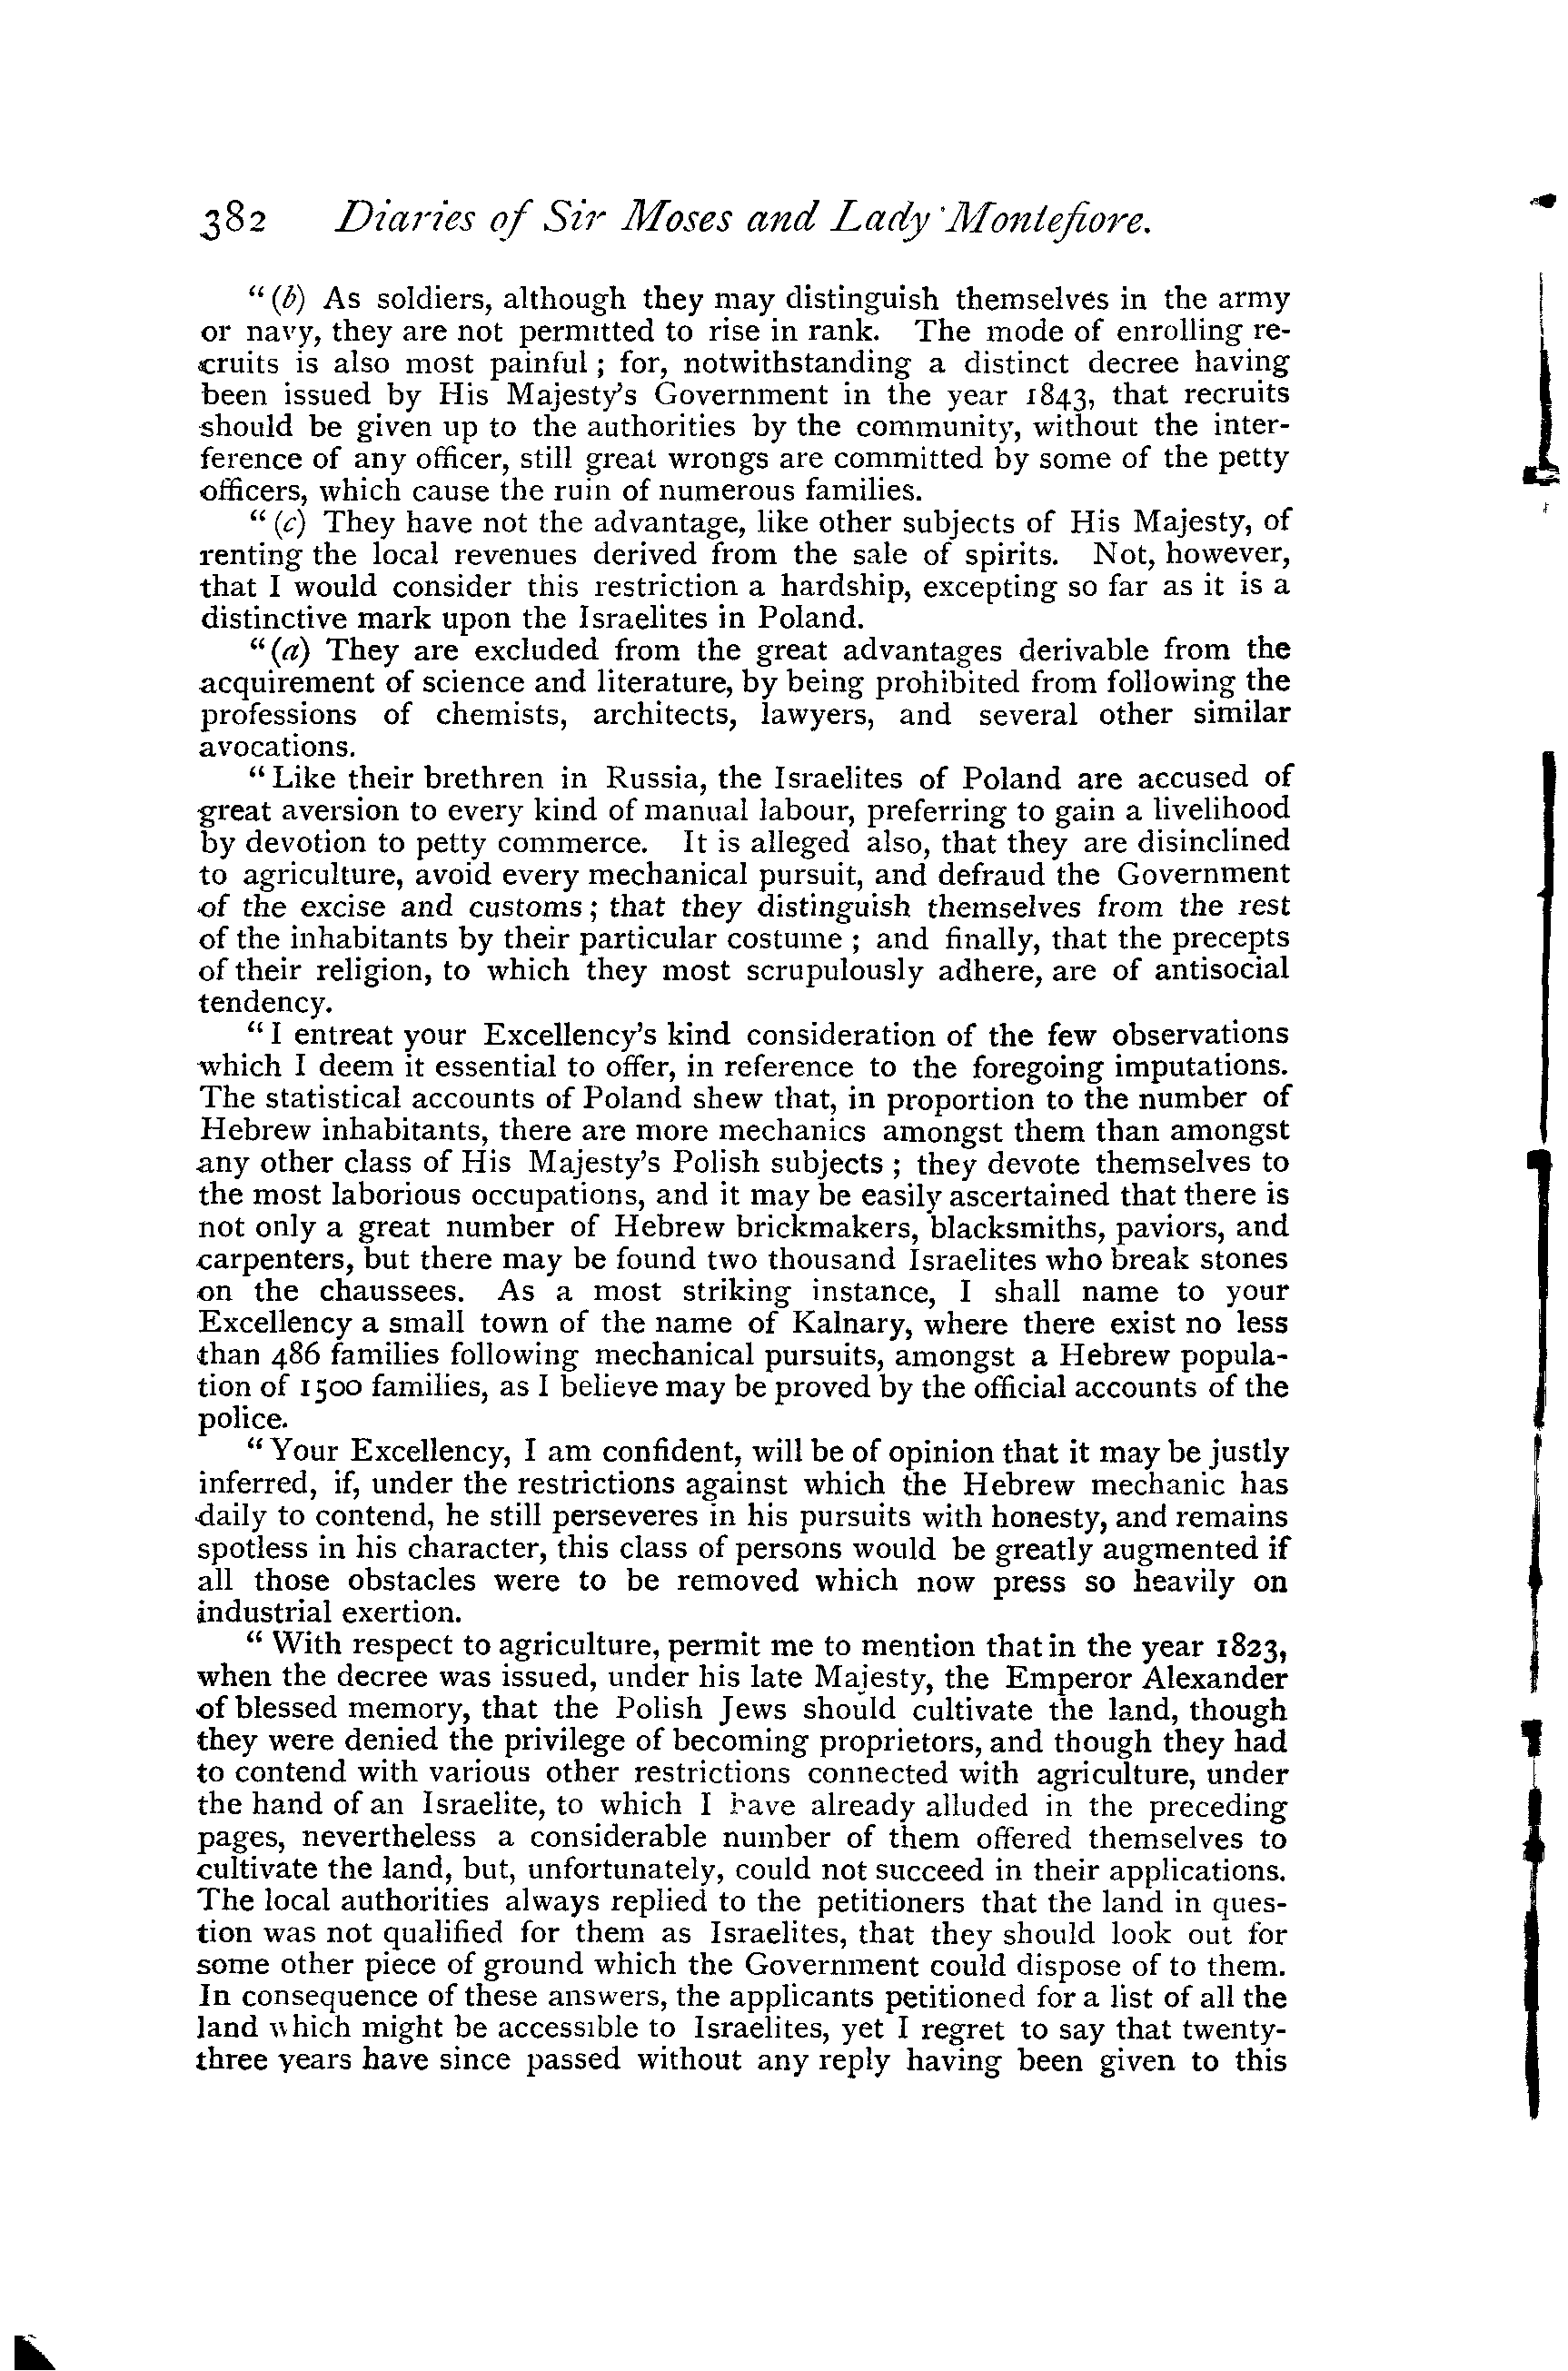 382 Diaries of Sir Moses and Lady Montefiore.
"(b) As soldiers, although they may distinguish themselves in the army
or navy, they are not permitted to rise in rank. The mode of enrolling re-
cruits is also most painful; for, notwithstanding a distinct decree having
been issued by His Majesty's Government in the year 1843, that recruits
should be given up to the authorities by the community, without the inter-
ference of any officer, still great wrongs are committed by some of the petty
officers, which cause the ruin of numerous families.
"(c) They have not the advantage, like other subjects of His Majesty, of
renting the local revenues derived from the sale of spirits. Not, however,
that I would consider this restriction a hardship, excepting so far as it is a
distinctive mark upon the Israelites in Poland.
"(d) They are excluded from the great advantages derivable from the
acquirement of science and literature, by being prohibited from following the
professions of chemists, architects, lawyers, and several other similar
avocations.
"Like their brethren in Russia, the Israelites of Poland are accused of
great aversion to every kind of manual labour, preferring to gain a livelihood
by devotion to petty commerce. It is alleged also, that they are disinclined
to agriculture, avoid every mechanical pursuit, and defraud the Government
of the excise and customs; that they distinguish themselves from the rest
of the inhabitants by their particular costume; and finally, that the precepts
of their religion, to which they most scrupulously adhere, are of antisocial
tendency.
"I entreat your Excellency's kind consideration of the few observations
which I deem it essential to offer, in reference to the foregoing imputations.
The statistical accounts of Poland shew that, in proportion to the number of
Hebrew inhabitants, there are more mechanics amongst them than amongst
any other class of His Majesty's Polish subjects; they devote themselves to
the most laborious occupations, and it may be easily ascertained that there is
not only a great number of Hebrew brickmakers, blacksmiths, paviors, and
carpenters, but there may be found two thousand Israelites who break stones
on the chaussees. As a most striking instance, I shall name to your
Excellency a small town of the name of Kalnary, where there exist no less
than 486 families following mechanical pursuits, amongst a Hebrew popula-
tion of 1500 families, as I believe may be proved by the official accounts of the
police.
"Your Excellency, I am confident, will be of opinion that it may be justly
inferred, if, under the restrictions against which the Hebrew mechanic has
daily to contend, he still perseveres in his pursuits with honesty, and remains
spotless in his character, this class of persons would be greatly augmented if
all those obstacles were to be removed which now press so heavily on
industrial exertion.
"With respect to agriculture, permit me to mention that in the year 1823,
when the decree was issued, under his late Majesty, the Emperor Alexander
of blessed memory, that the Polish Jews should cultivate the land, though
they were denied the privilege of becoming proprietors, and though they had
to contend with various other restrictions connected with agriculture, under
the hand of an Israelite, to which I have already alluded in the preceding
pages, nevertheless a considerable number of them offered themselves to
cultivate the land, but, unfortunately, could not succeed in their applications.
The local authorities always replied to the petitioners that the land in ques-
tion was not qualified for them as Israelites, that they should look out for
some other piece of ground which the Government could dispose of to them.
In consequence of these answers, the applicants petitioned for a list of all the
land which might be accessible to Israelites, yet I regret to say that twenty-
three years have since passed without any reply having been given to this